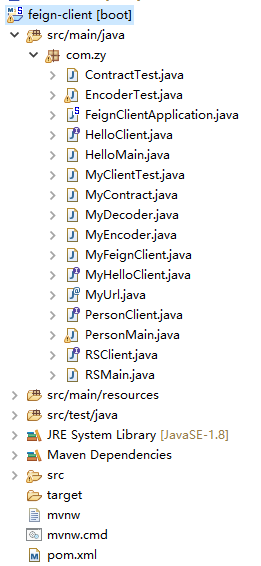 feign-client [boot]
src/main/java
com.zy
ContractTest.java
EncoderTest.java
FeignClientApplication.java
HelloClient.java
HelloMain.java
MyClientTest.java
MyContract.java
MyDecoder.java
MyEncoder.java
MyFeignClient.java
MyHelloClient.java
MyUrl.java
PersonClient.java
PersonMain.java
RSClient.java
RSMain.java
src/main/resources
src/test/java
JRE System Library [JavaSE-1.8]
Maven Dependencies
src
target
mvnw
mvnw.cmd
pom.xml